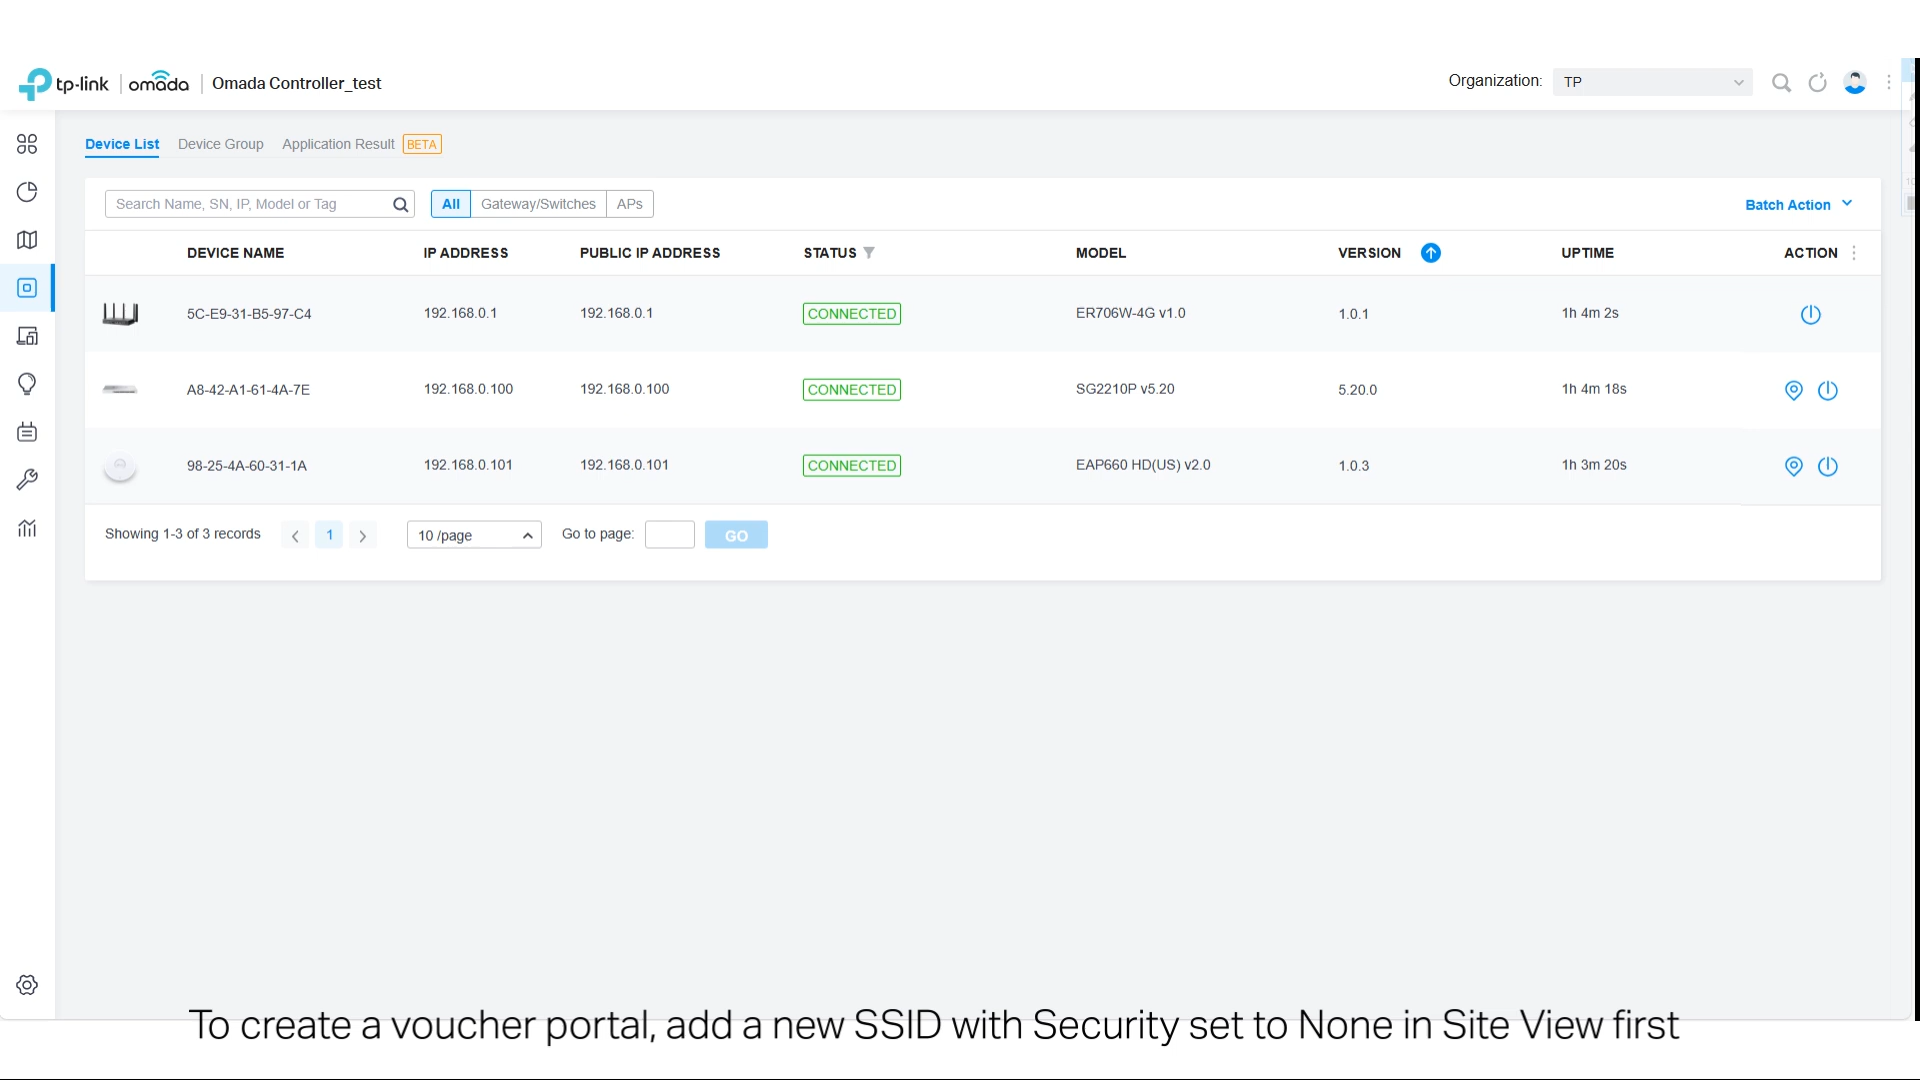 tp-link | omada | Omada Controller_test
Organization: TP
Device List Device Group Application Result BETA
Search Name, SN, IP, Model or Tag All Gateway/Switches APs Batch Action
DEVICE NAME IP ADDRESS PUBLIC IP ADDRESS STATUS MODEL VERSION UPTIME ACTION
5C-E9-31-B5-97-C4 192.168.0.1 192.168.0.1 CONNECTED ER706W-4G v1.0 1.0.1 1h 4m 2s
A8-42-A1-61-4A-7E 192.168.0.100 192.168.0.100 CONNECTED SG2210P v5.20 5.20.0 1h 4m 18s
98-25-4A-60-31-1A 192.168.0.101 192.168.0.101 CONNECTED EAP660 HD(US) v2.0 1.0.3 1h 3m 20s
Showing 1-3 of 3 records 1 10 /page Go to page: GO
To create a voucher portal, add a new SSID with Security set to None in Site View first